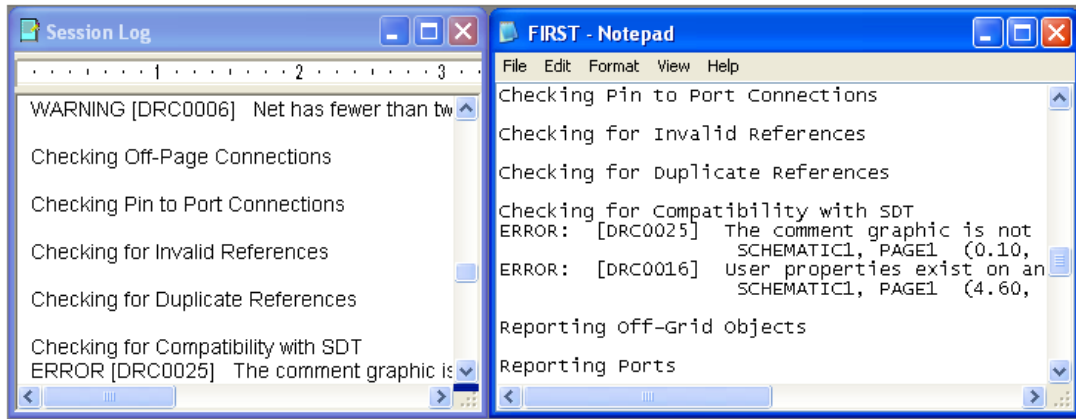 Session Log
1 2 3
WARNING [DRC0006] Net has fewer than tw
Checking Off-Page Connections
Checking Pin to Port Connections
Checking for Invalid References
Checking for Duplicate References
Checking for Compatibility with SDT
ERROR [DRC0025] The comment graphic is
FIRST - Notepad
File Edit Format View Help
Checking Pin to Port Connections
Checking for Invalid References
Checking for Duplicate References
Checking for Compatibility with SDT
ERROR: [DRC0025] The comment graphic is not
SCHEMATIC1, PAGE1 (0.10,
ERROR: [DRC0016] User properties exist on an
SCHEMATIC1, PAGE1 (4.60,
Reporting Off-Grid Objects
Reporting Ports